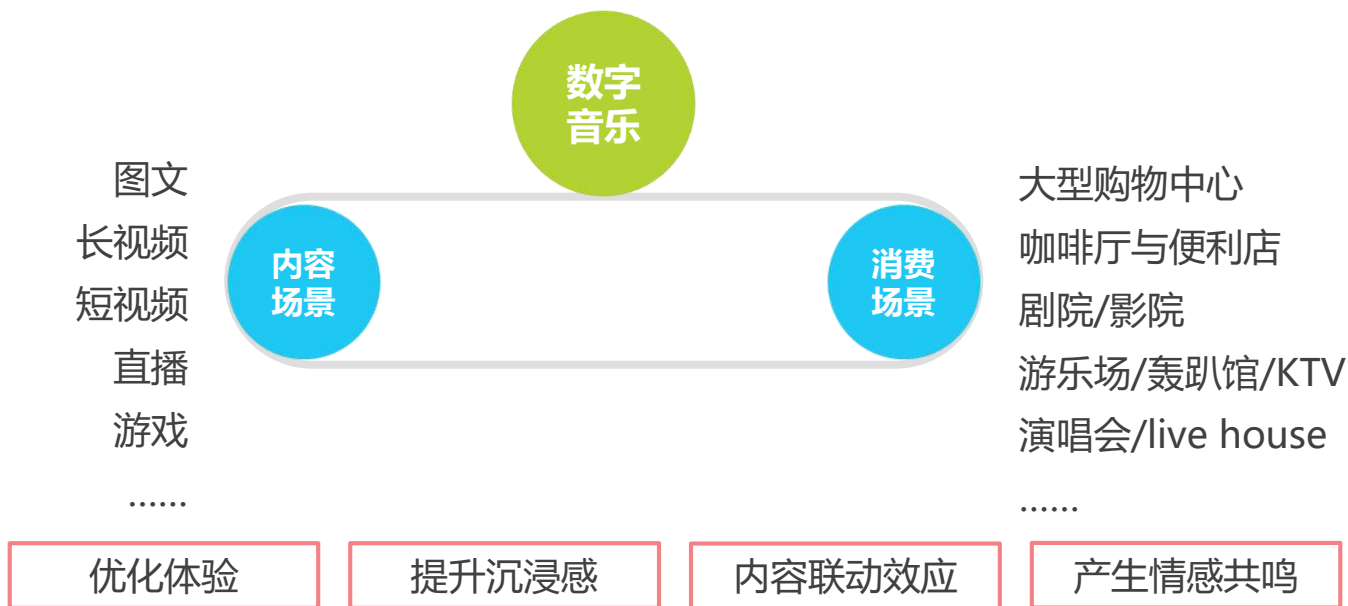 数字
音乐
图文
长视频
短视频
直播
游戏
……
内容
场景
消费
场景
大型购物中心
咖啡厅与便利店
剧院/影院
游乐场/轰趴馆/KTV
演唱会/live house
……
优化体验
提升沉浸感
内容联动效应
产生情感共鸣